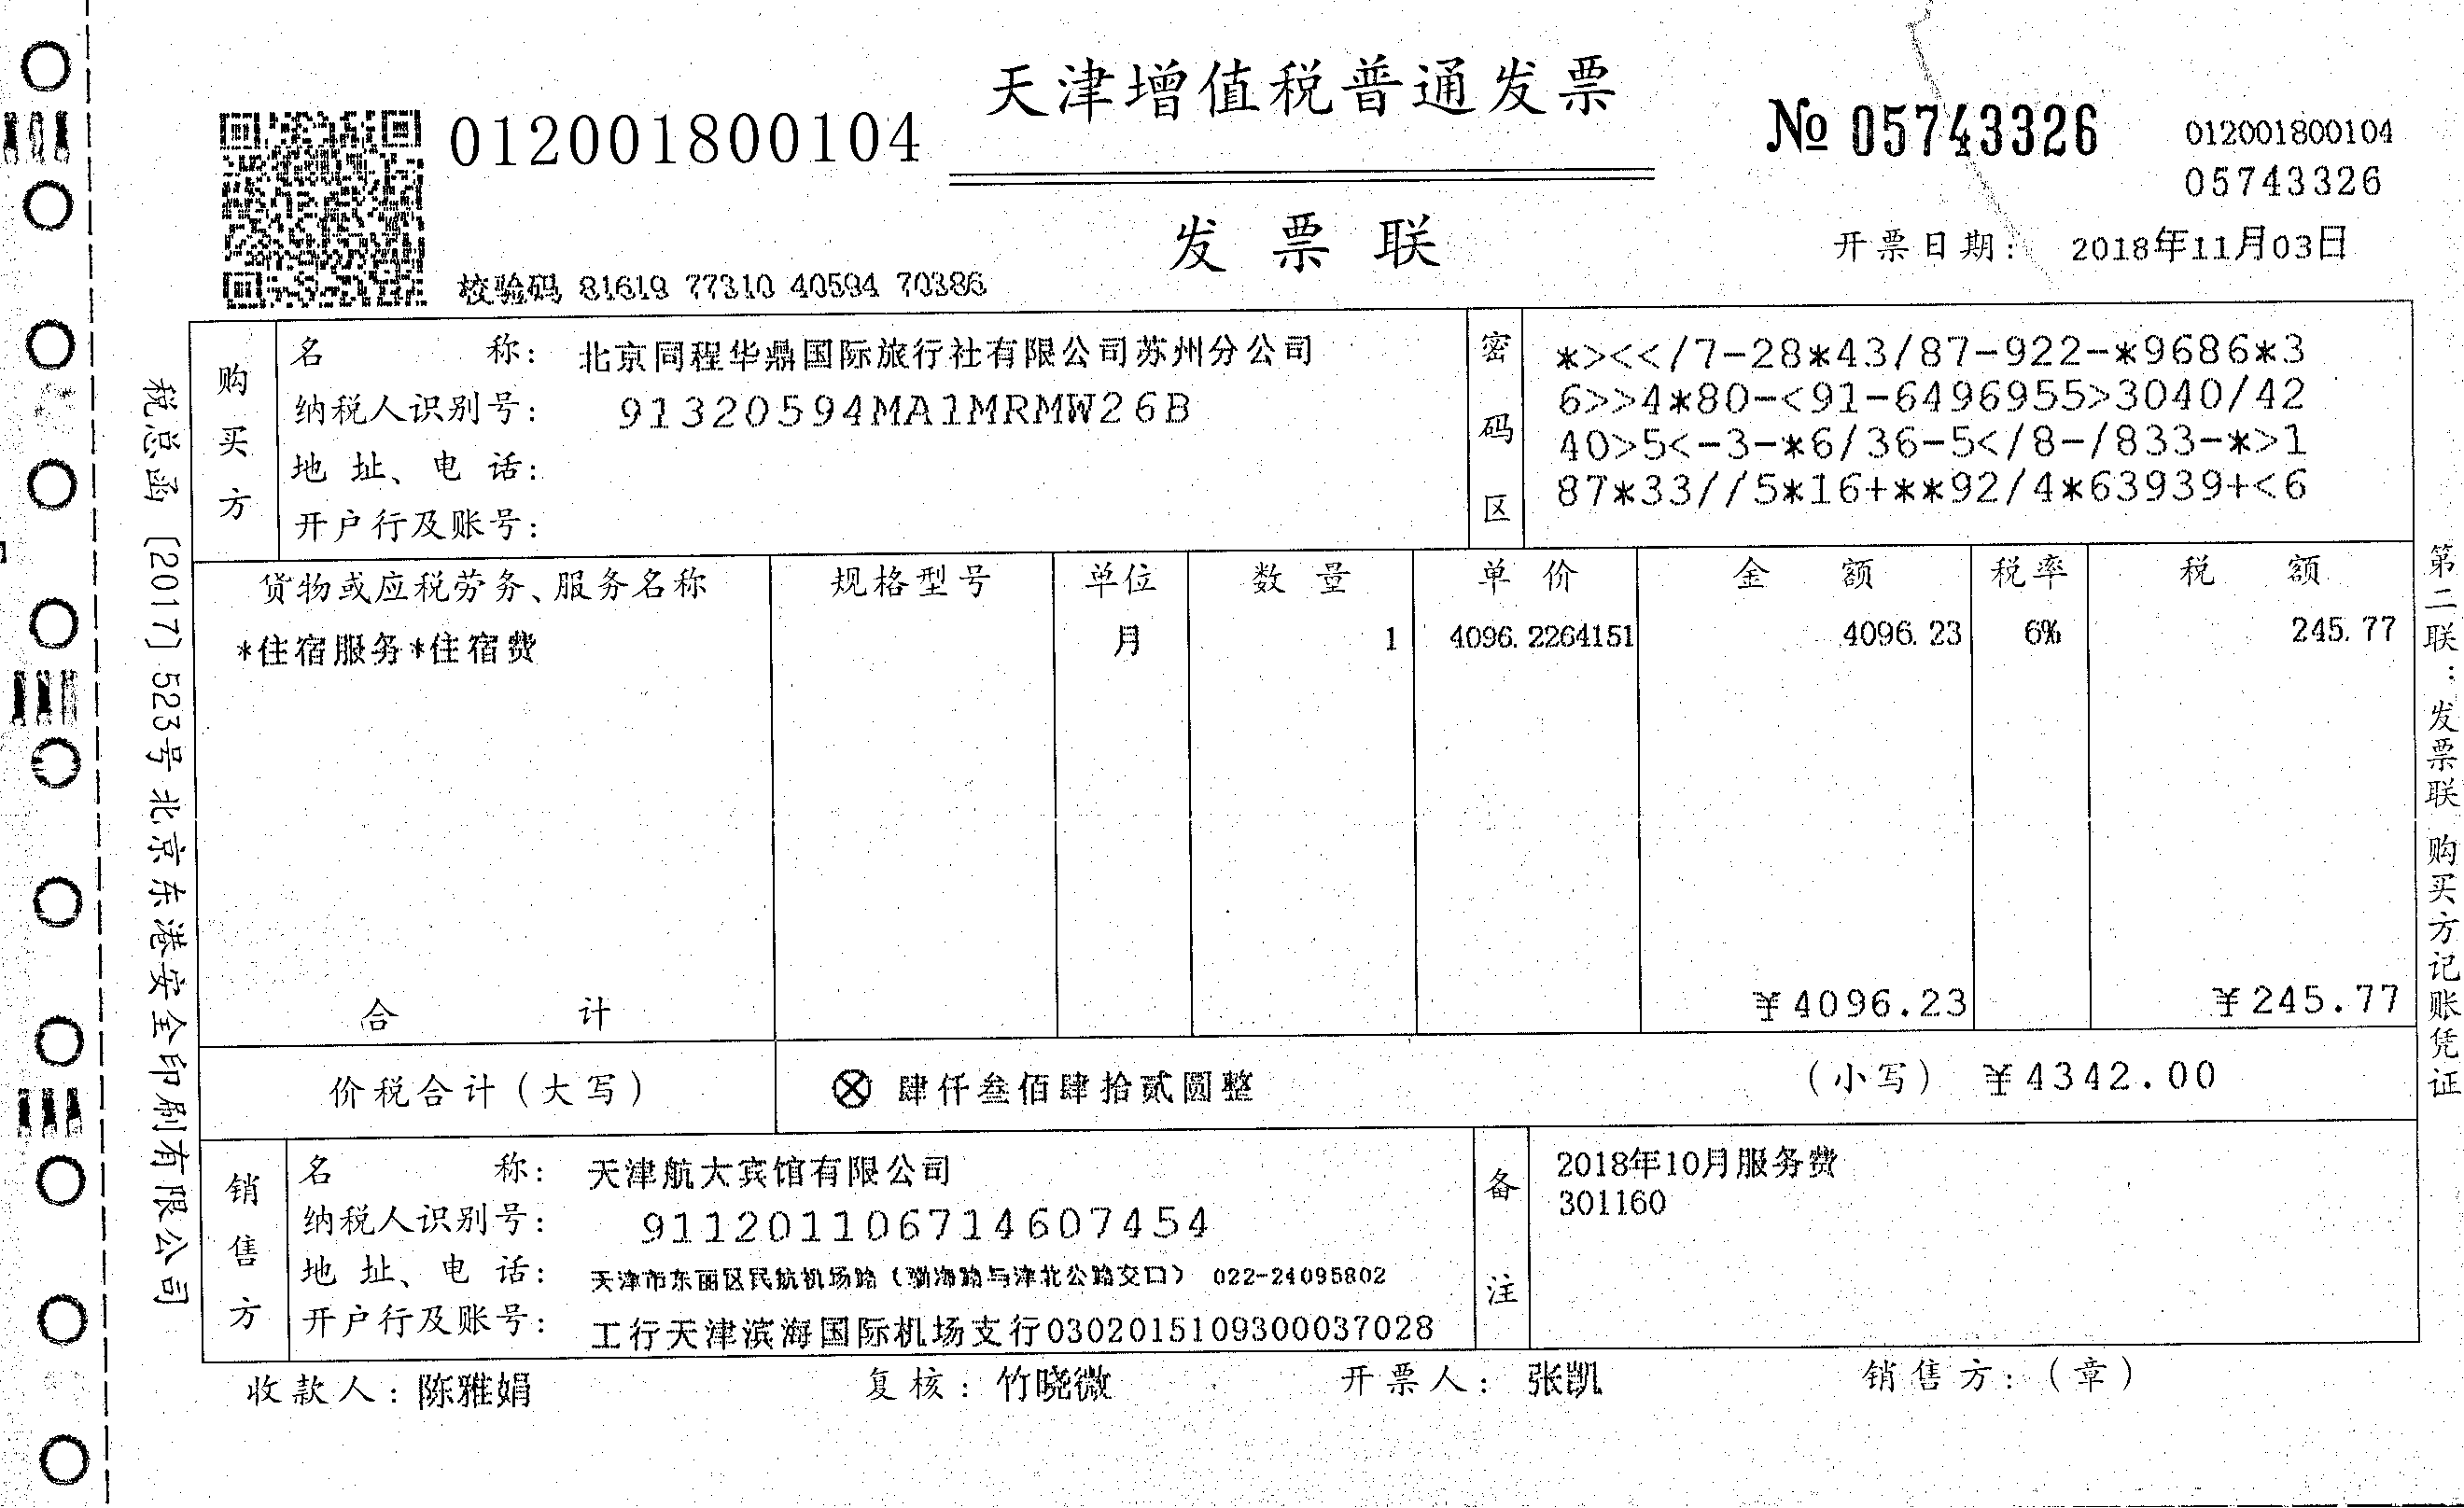 天津增值税普通发票
012001800104
№ 05743326
012001800104
05743326
发票联
开票日期： 2018年11月03日
校验码 81619 77310 40594 70386
税总函〔2017〕523号北京东港安全印刷有限公司
购买方
名 称： 北京同程华鼎国际旅行社有限公司苏州分公司
纳税人识别号： 91320594MA1MRMW26B
地 址、电 话：
开户行及账号：
密码区
*><</7-28*43/87-922-*9686*3
6>>4*80-<91-6496955>3040/42
40>5<-3-*6/36-5</8-/833-*>1
87*33//5*16+**92/4*63939+<6
货物或应税劳务、服务名称 规格型号 单位 数 量 单 价 金 额 税率 税 额
*住宿服务*住宿费 月 1 4096.2264151 4096.23 6% 245.77
合 计 ￥4096.23 ￥245.77
价税合计（大写） ⊗ 肆仟叁佰肆拾贰圆整 （小写） ￥4342.00
销售方
名 称： 天津航大宾馆有限公司
纳税人识别号： 911201106714607454
地 址、电 话： 天津市东丽区民航机场路（渤海路与津北公路交口） 022-24095802
开户行及账号： 工行天津滨海国际机场支行0302015109300037028
备注
2018年10月服务费
301160
收款人：陈雅娟 复核：竹晓微 开票人：张凯 销售方：（章）
第二联：发票联 购买方记账凭证